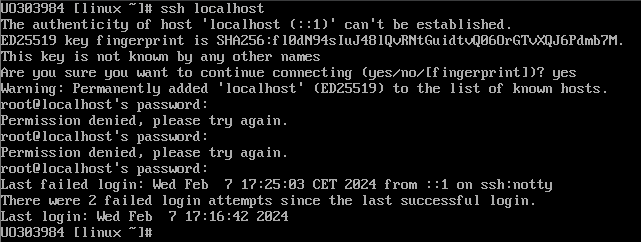 UO303984 [linux ~]# ssh localhost
The authenticity of host 'localhost (::1)' can't be established.
ED25519 key fingerprint is SHA256:fl0dN94sIuJ48lQvRNtGuidtvQ06OrGTvXQJ6Pdmb7M.
This key is not known by any other names
Are you sure you want to continue connecting (yes/no/[fingerprint])? yes
Warning: Permanently added 'localhost' (ED25519) to the list of known hosts.
root@localhost's password:
Permission denied, please try again.
root@localhost's password:
Permission denied, please try again.
root@localhost's password:
Last failed login: Wed Feb  7 17:25:03 CET 2024 from ::1 on ssh:notty
There were 2 failed login attempts since the last successful login.
Last login: Wed Feb  7 17:16:42 2024
UO303984 [linux ~]#